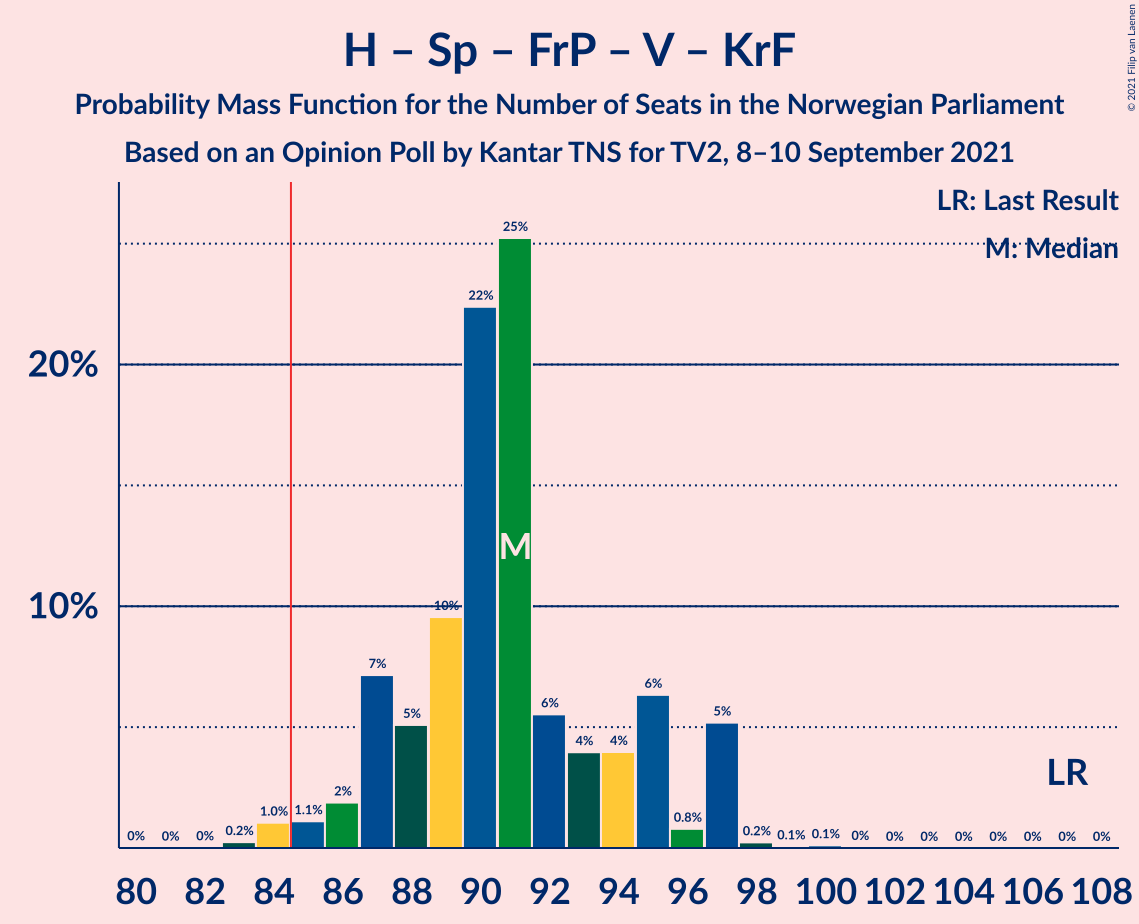 H – Sp – FrP – V – KrF
Probability Mass Function for the Number of Seats in the Norwegian Parliament
Based on an Opinion Poll by Kantar TNS for TV2, 8–10 September 2021
© 2021 Filip van Laenen
LR: Last Result
M: Median
20%
10%
0% 0% 0% 0.2% 1.0% 1.1% 2% 7% 5% 10% 22% 25% 6% 4% 4% 6% 0.8% 5% 0.2% 0.1% 0.1% 0% 0% 0% 0% 0% 0% 0% 0%
M
LR
80 82 84 86 88 90 92 94 96 98 100 102 104 106 108